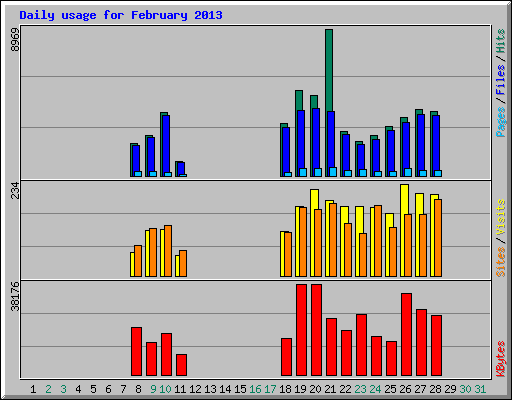 Daily usage for February 2013
8969
234
38176
Pages / Files / Hits
Sites / Visits
KBytes
1 2 3 4 5 6 7 8 9 10 11 12 13 14 15 16 17 18 19 20 21 22 23 24 25 26 27 28 29 30 31